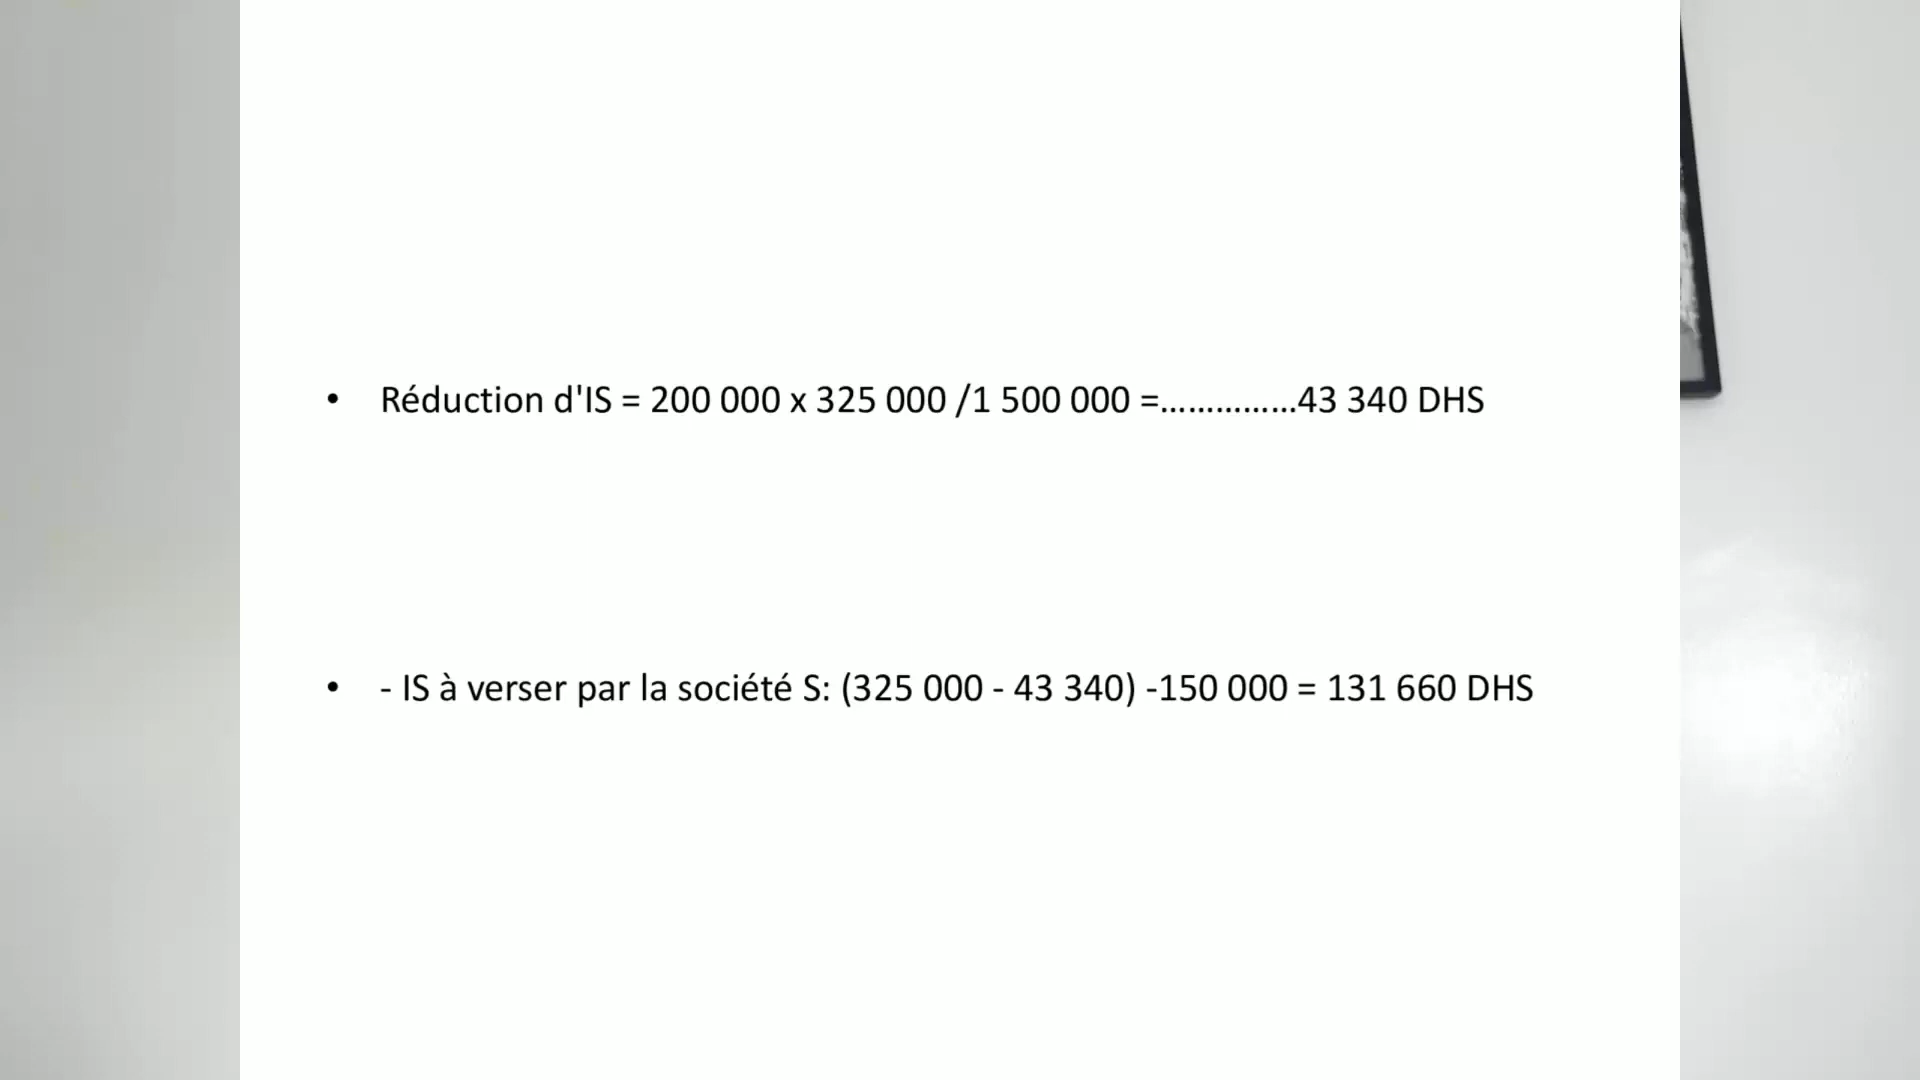 • Réduction d'IS = 200 000 x 325 000 /1 500 000 =……………43 340 DHS
• - IS à verser par la société S: (325 000 - 43 340) -150 000 = 131 660 DHS